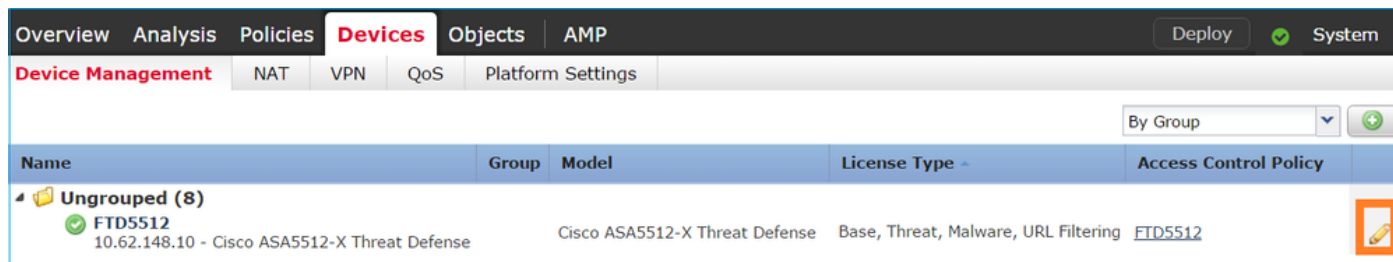 Overview Analysis Policies Devices Objects AMP Deploy System
Device Management NAT VPN QoS Platform Settings
By Group
Name Group Model License Type Access Control Policy
Ungrouped (8)
FTD5512
10.62.148.10 - Cisco ASA5512-X Threat Defense Cisco ASA5512-X Threat Defense Base, Threat, Malware, URL Filtering FTD5512